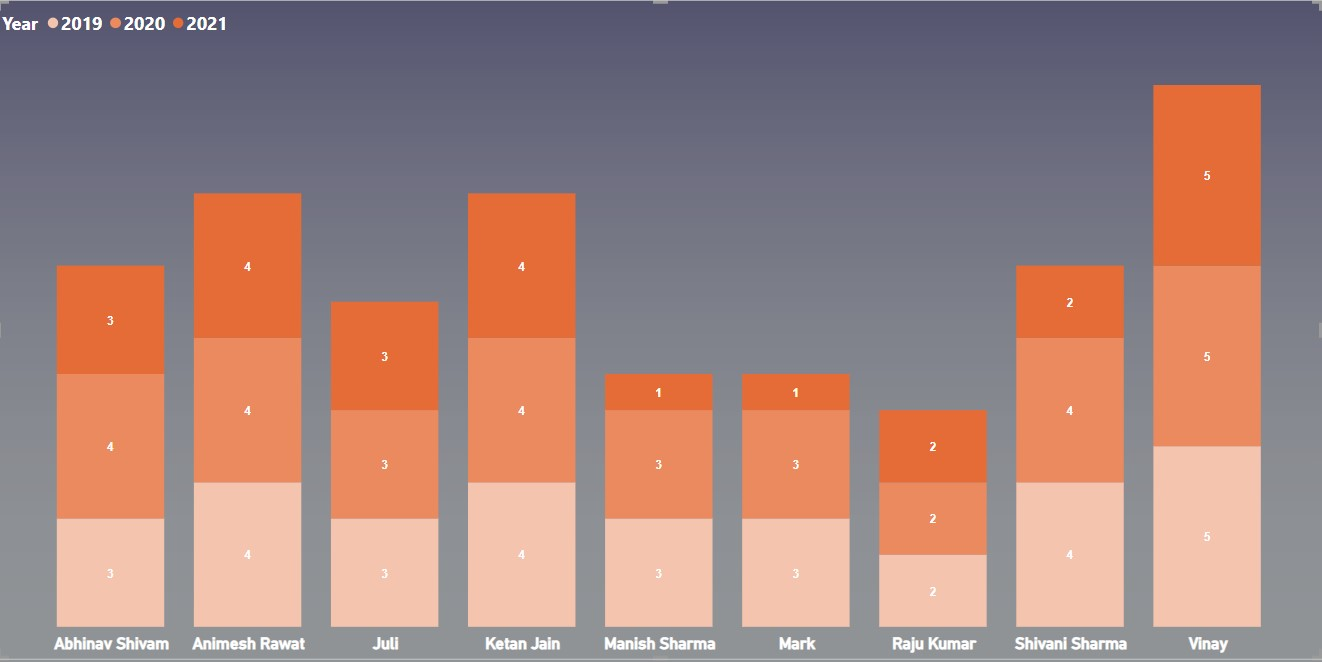 Year 2019 2020 2021
5
4 4
3 2
3
4 4 4 5
1 1
4 2
3 3 3
2
4 4 4 5
3 3 3 3
2
Abhinav Shivam Animesh Rawat Juli Ketan Jain Manish Sharma Mark Raju Kumar Shivani Sharma Vinay